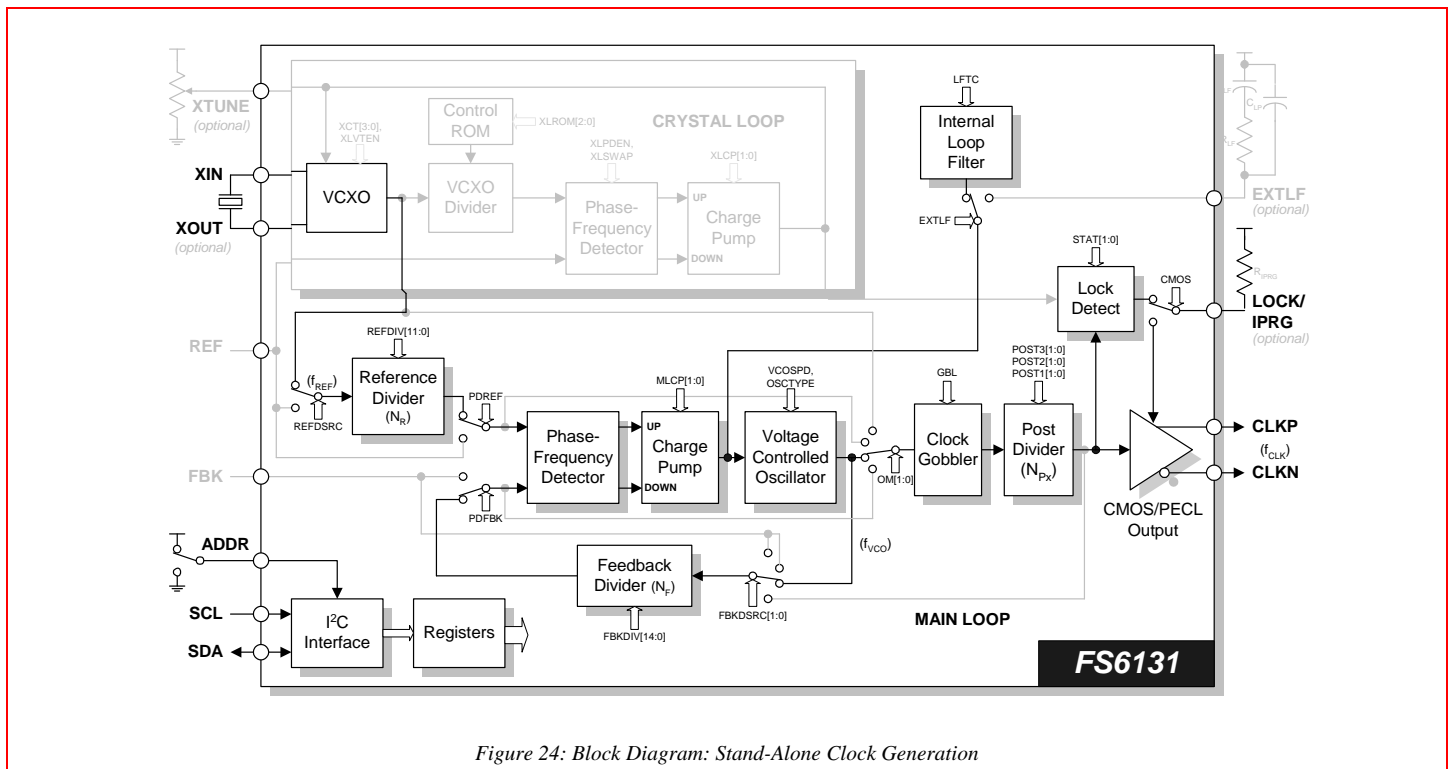 XTUNE
(optional)
XIN
XOUT
(optional)
REF
FBK
ADDR
SCL
SDA
XCT[3:0],
XLVTEN
VCXO
Control
ROM
XLROM[2:0]
CRYSTAL LOOP
VCXO
Divider
XLPDEN,
XLSWAP
Phase-
Frequency
Detector
XLCP[1:0]
UP
Charge
Pump
DOWN
LFTC
Internal
Loop
Filter
EXTLF
LF
CLP
LF
EXTLF
(optional)
STAT[1:0]
Lock
Detect
CMOS
RIPRG
LOCK/
IPRG
(optional)
REFDIV[11:0]
(fREF)
Reference
Divider
(NR)
REFDSRC
PDREF
PDFBK
Phase-
Frequency
Detector
MLCP[1:0]
UP
Charge
Pump
DOWN
VCOSPD,
OSCTYPE
Voltage
Controlled
Oscillator
OM[1:0]
GBL
Clock
Gobbler
POST3[1:0]
POST2[1:0]
POST1[1:0]
Post
Divider
(NPx)
CLKP
(fCLK)
CLKN
CMOS/PECL
Output
(fVCO)
Feedback
Divider (NF)
FBKDIV[14:0]
FBKDSRC[1:0]
MAIN LOOP
I2C
Interface
Registers
FS6131
Figure 24: Block Diagram: Stand-Alone Clock Generation